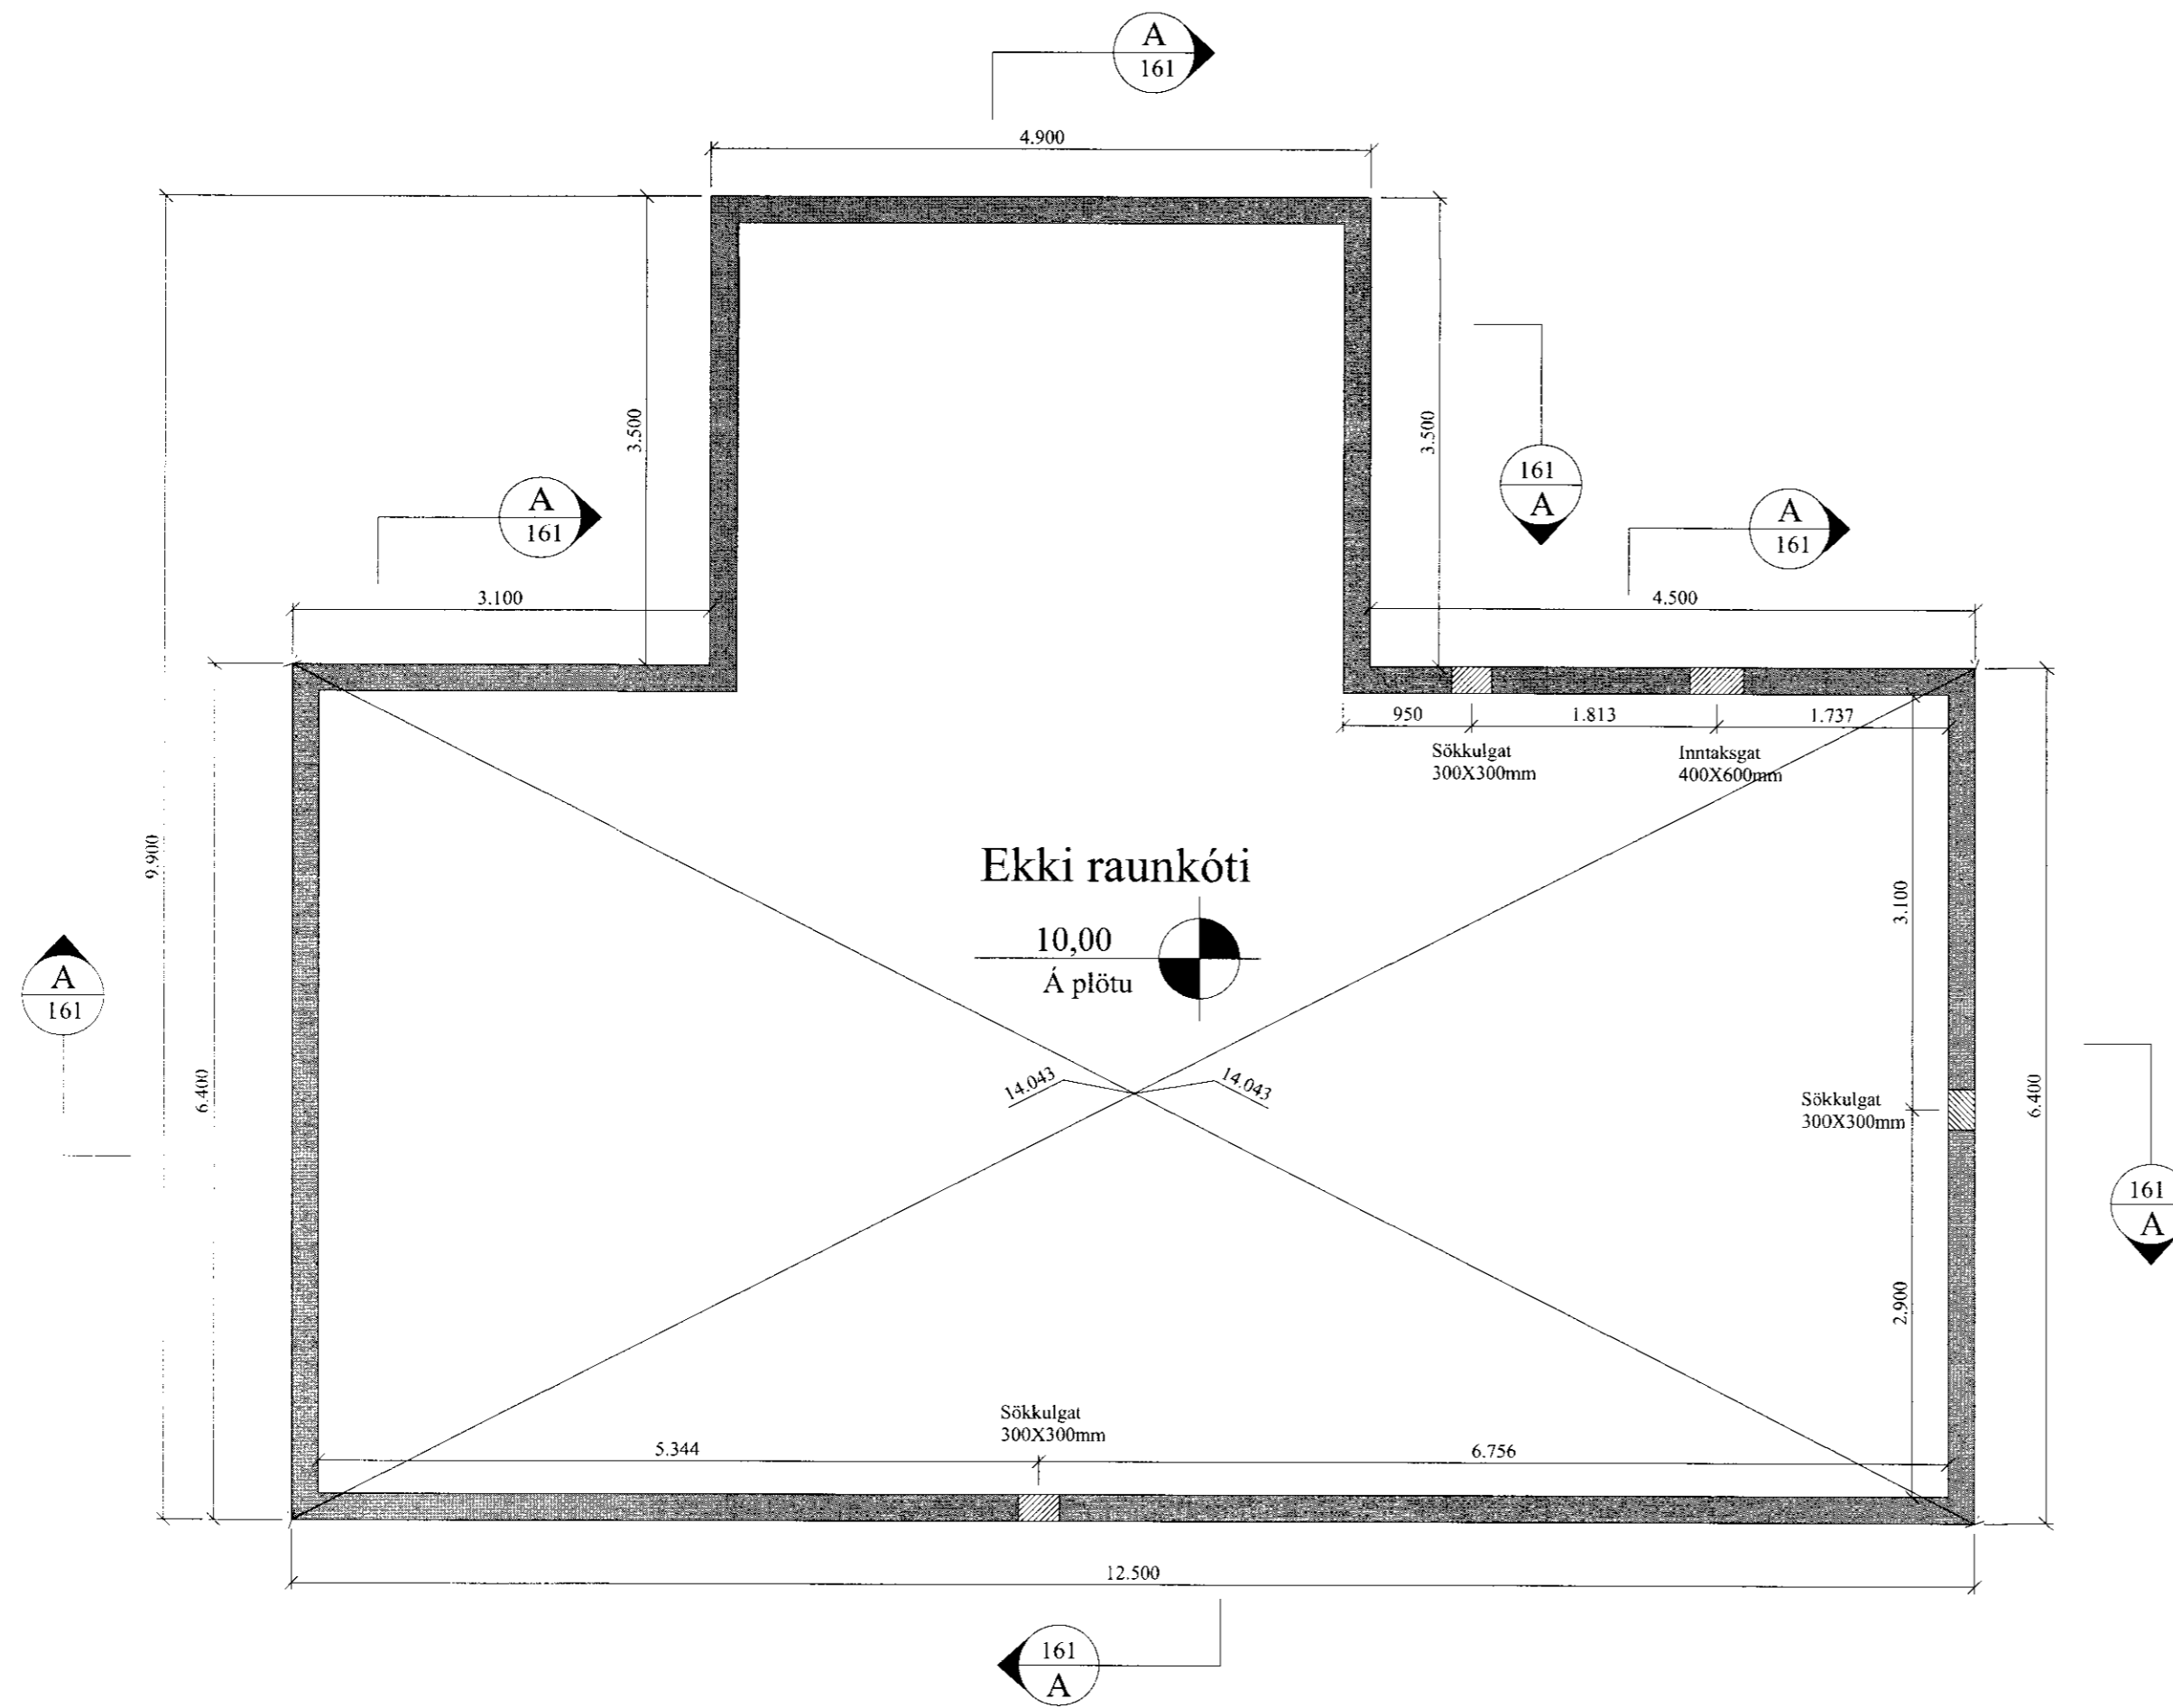 A
161
4.900
3.500
3.500
A
161
161
A
A
161
3.100
4.500
950
1.813
1.737
Sökkulgat
300X300mm
Inntaksgat
400X600mm
9.900
Ekki raunkóti
3.100
10,00
Á plötu
A
161
6.400
14.043
14.043
Sökkulgat
300X300mm
6.400
161
A
2.900
Sökkulgat
300X300mm
5.344
6.756
12.500
161
A